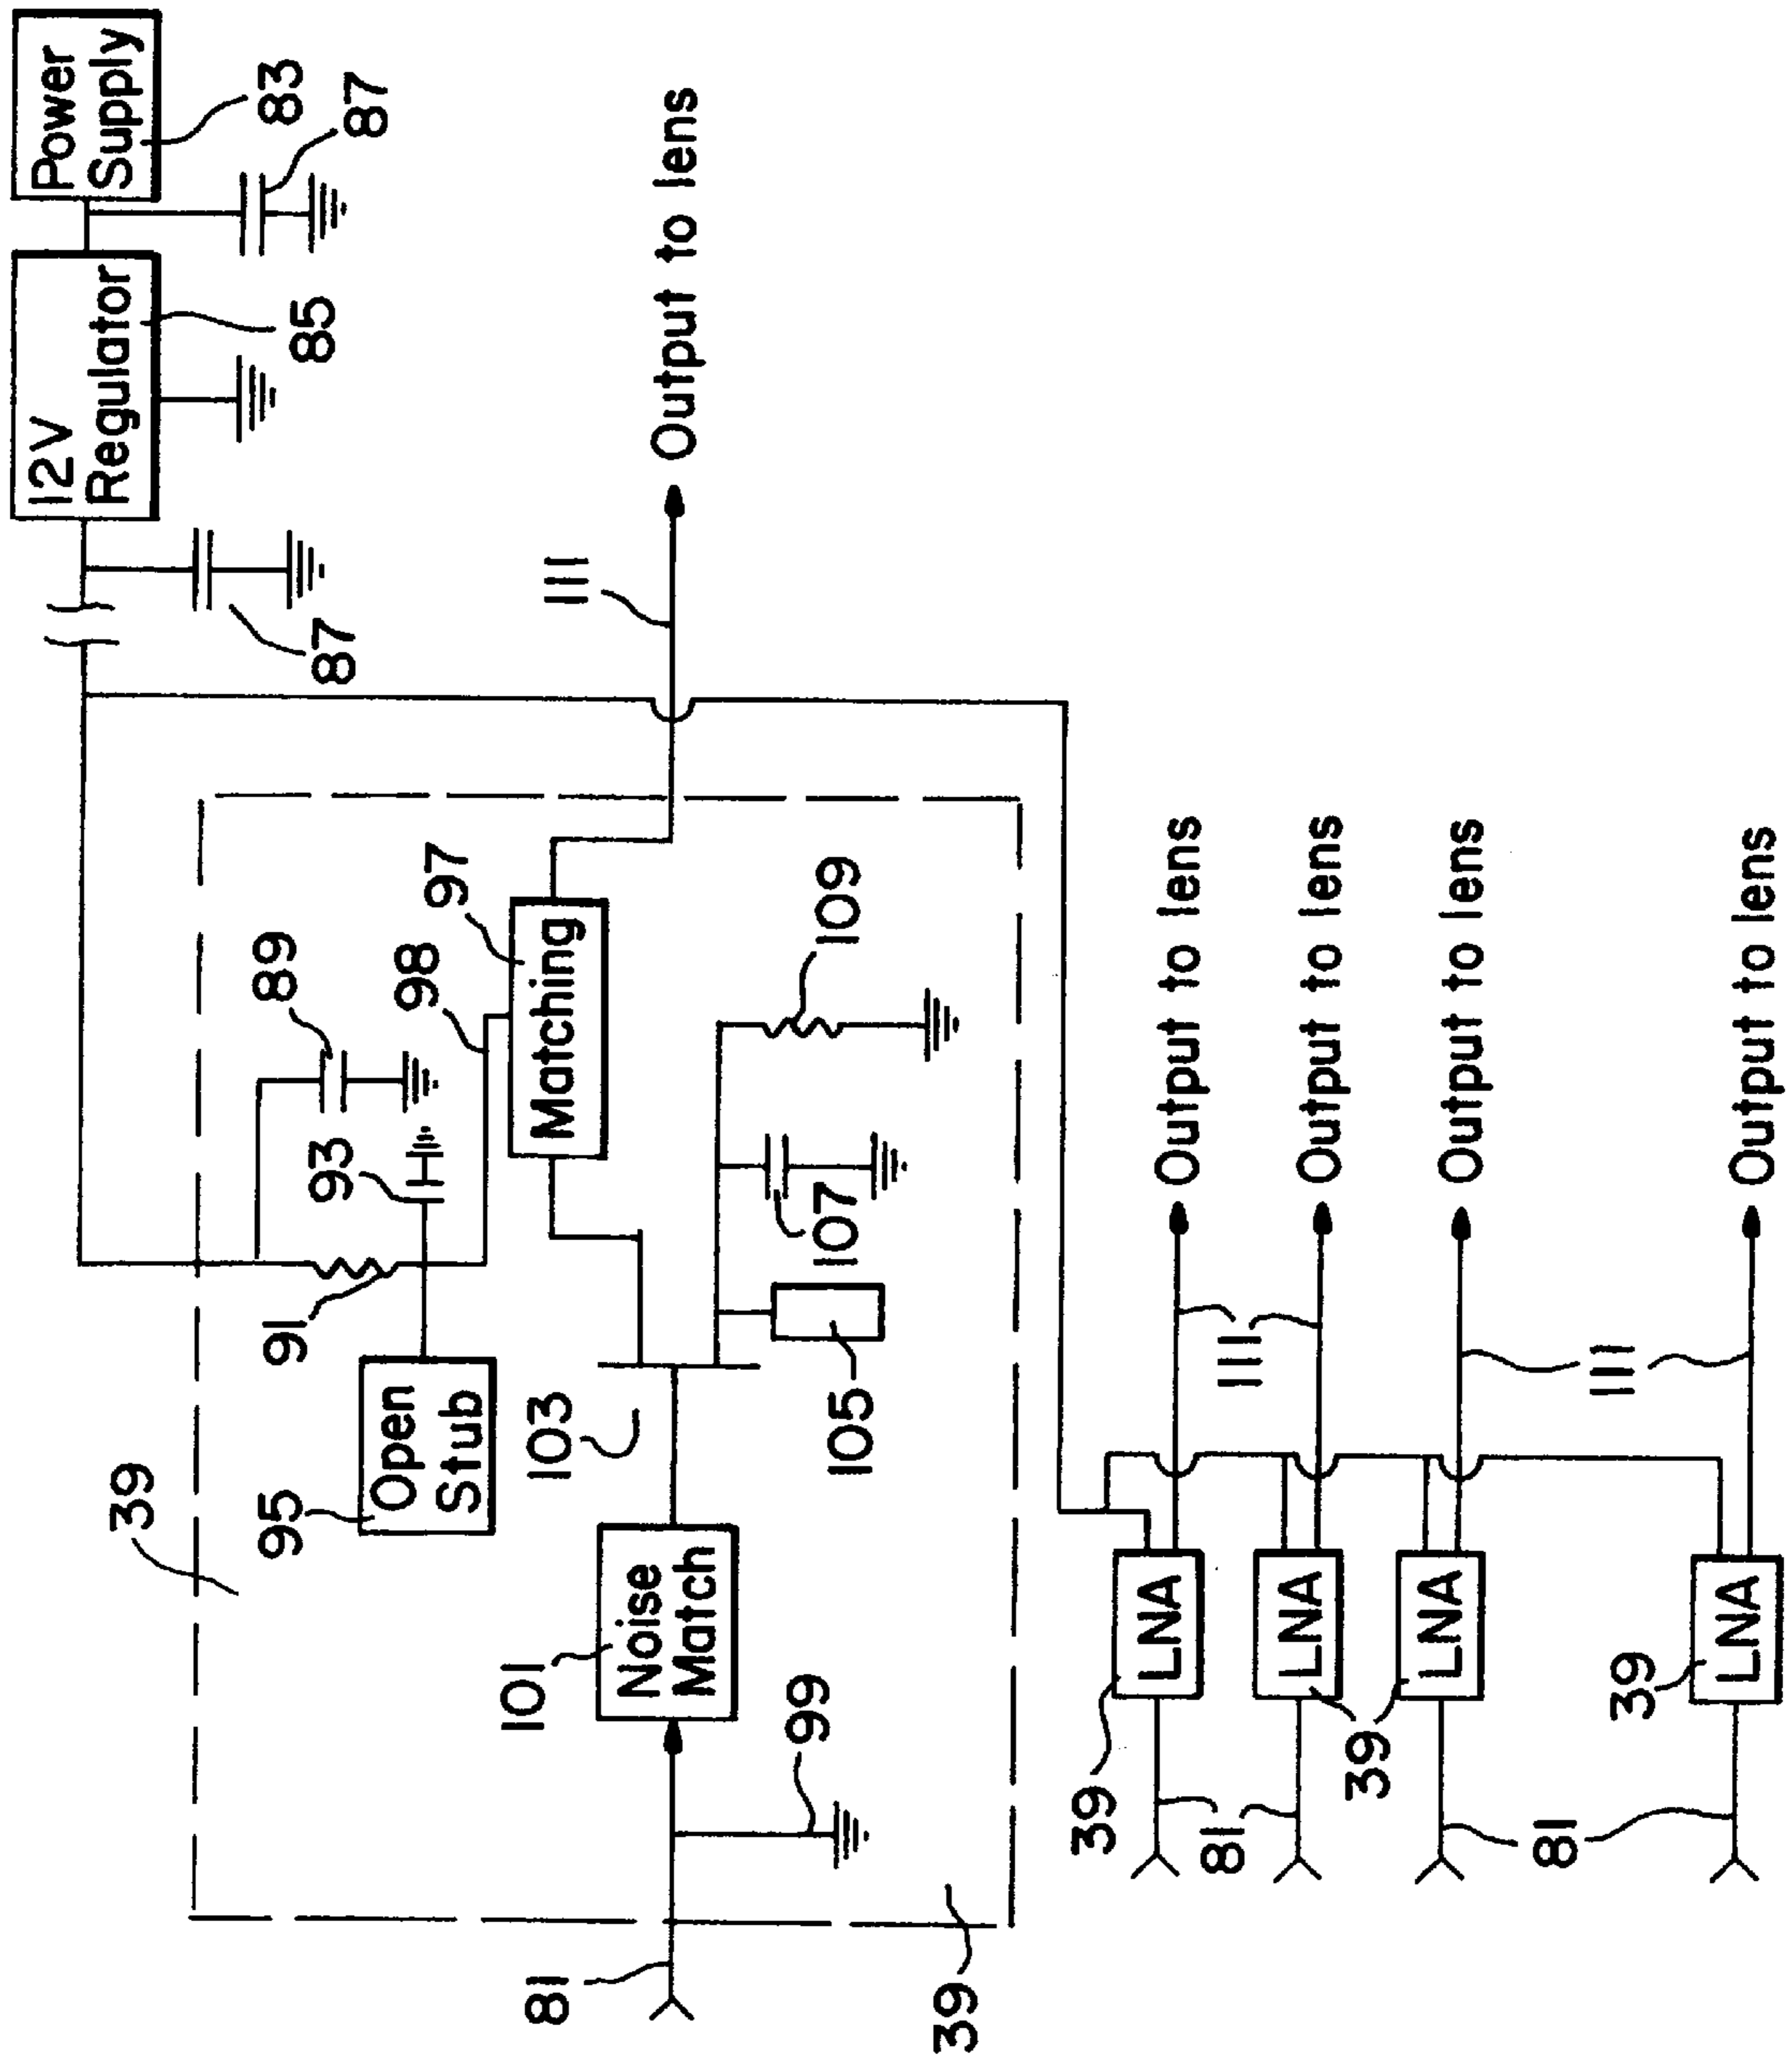 Power
Supply
83
87
12V
Regulator
85
87
Output to lens
111
39
89
91
93
95
Open
Stub
98
97
Matching
103
109
107
105
101
Noise
Match
99
81
39
LNA
39
81
111
Output to lens
LNA
39
Output to lens
LNA
81
111
Output to lens
39
LNA
Output to lens